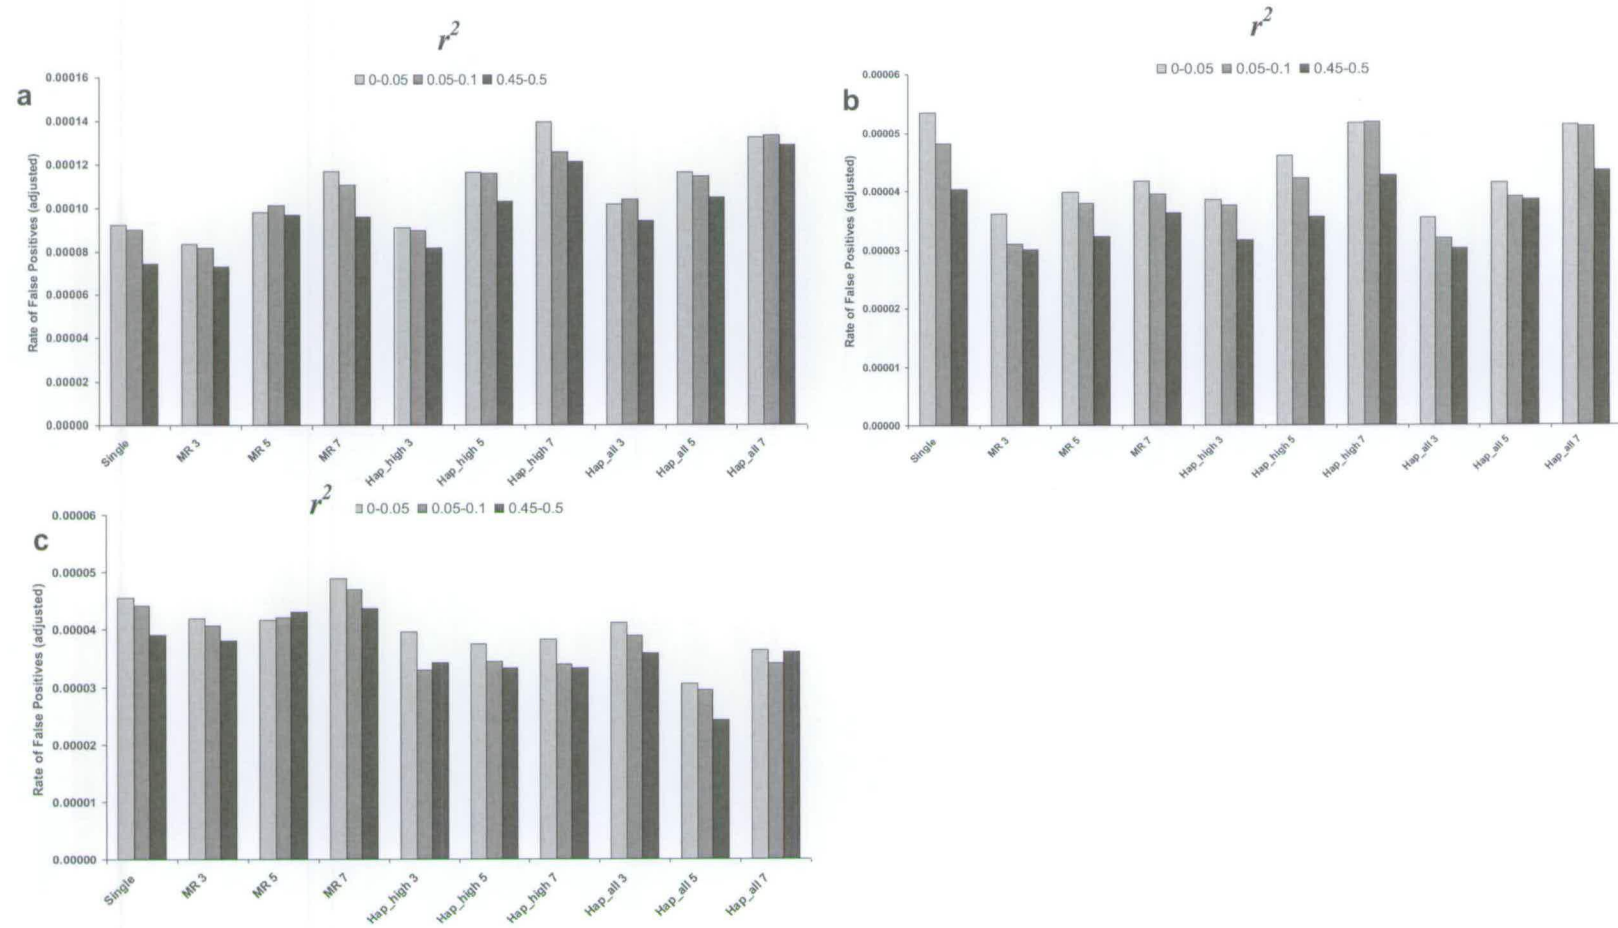 r²
0-0.05 0.05-0.1 0.45-0.5
a
Rate of False Positives (adjusted)
0.00016
0.00014
0.00012
0.00010
0.00008
0.00006
0.00004
0.00002
0.00000
Single MR 3 MR 5 MR 7 Hap_high 3 Hap_high 5 Hap_high 7 Hap_all 3 Hap_all 5 Hap_all 7
r²
0-0.05 0.05-0.1 0.45-0.5
b
Rate of False Positives (adjusted)
0.00006
0.00005
0.00004
0.00003
0.00002
0.00001
0.00000
Single MR 3 MR 5 MR 7 Hap_high 3 Hap_high 5 Hap_high 7 Hap_all 3 Hap_all 5 Hap_all 7
r² 0-0.05 0.05-0.1 0.45-0.5
c
Rate of False Positives (adjusted)
0.00006
0.00005
0.00004
0.00003
0.00002
0.00001
0.00000
Single MR 3 MR 5 MR 7 Hap_high 3 Hap_high 5 Hap_high 7 Hap_all 3 Hap_all 5 Hap_all 7